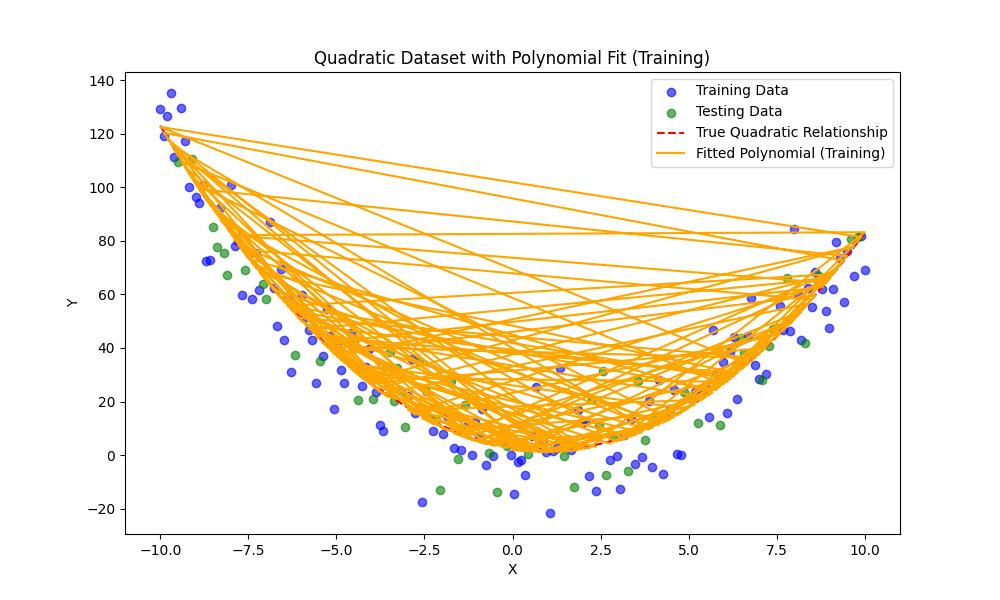 Quadratic Dataset with Polynomial Fit (Training)
Training Data
Testing Data
True Quadratic Relationship
Fitted Polynomial (Training)
Y
140
120
100
80
60
40
20
0
−20
−10.0 −7.5 −5.0 −2.5 0.0 2.5 5.0 7.5 10.0
X